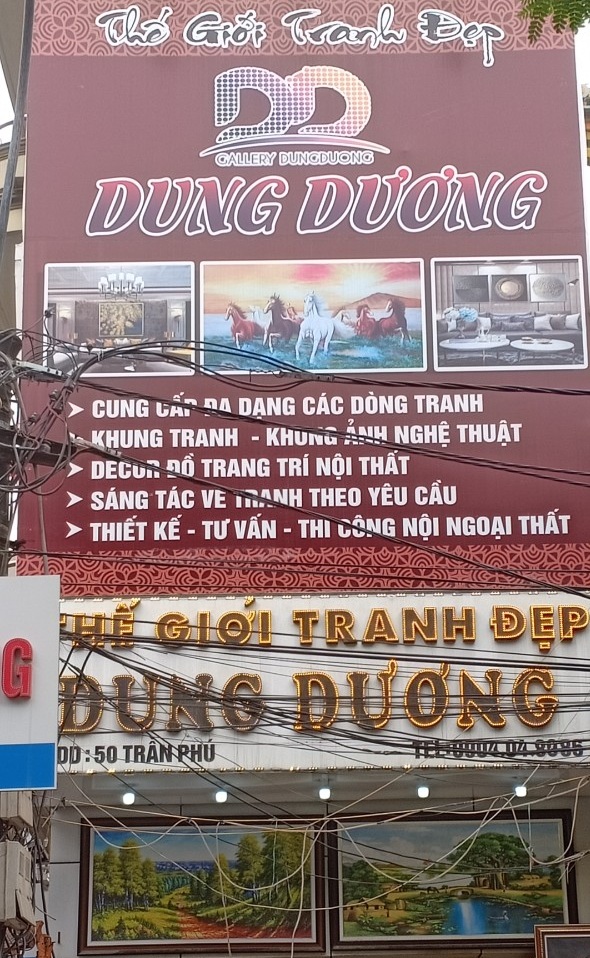 Thế Giới Tranh Đẹp
DD
GALLERY DUNGDUONG
DUNG DƯƠNG
CUNG CẤP ĐA DẠNG CÁC DÒNG TRANH
KHUNG TRANH - KHUNG ẢNH NGHỆ THUẬT
DECOR ĐỒ TRANG TRÍ NỘI THẤT
SÁNG TÁC VẼ TRANH THEO YÊU CẦU
THIẾT KẾ - TƯ VẤN - THI CÔNG NỘI NGOẠI THẤT
THẾ GIỚI TRANH ĐẸP
DUNG DƯƠNG
G
DD : 50 TRẦN PHÚ
TEL: